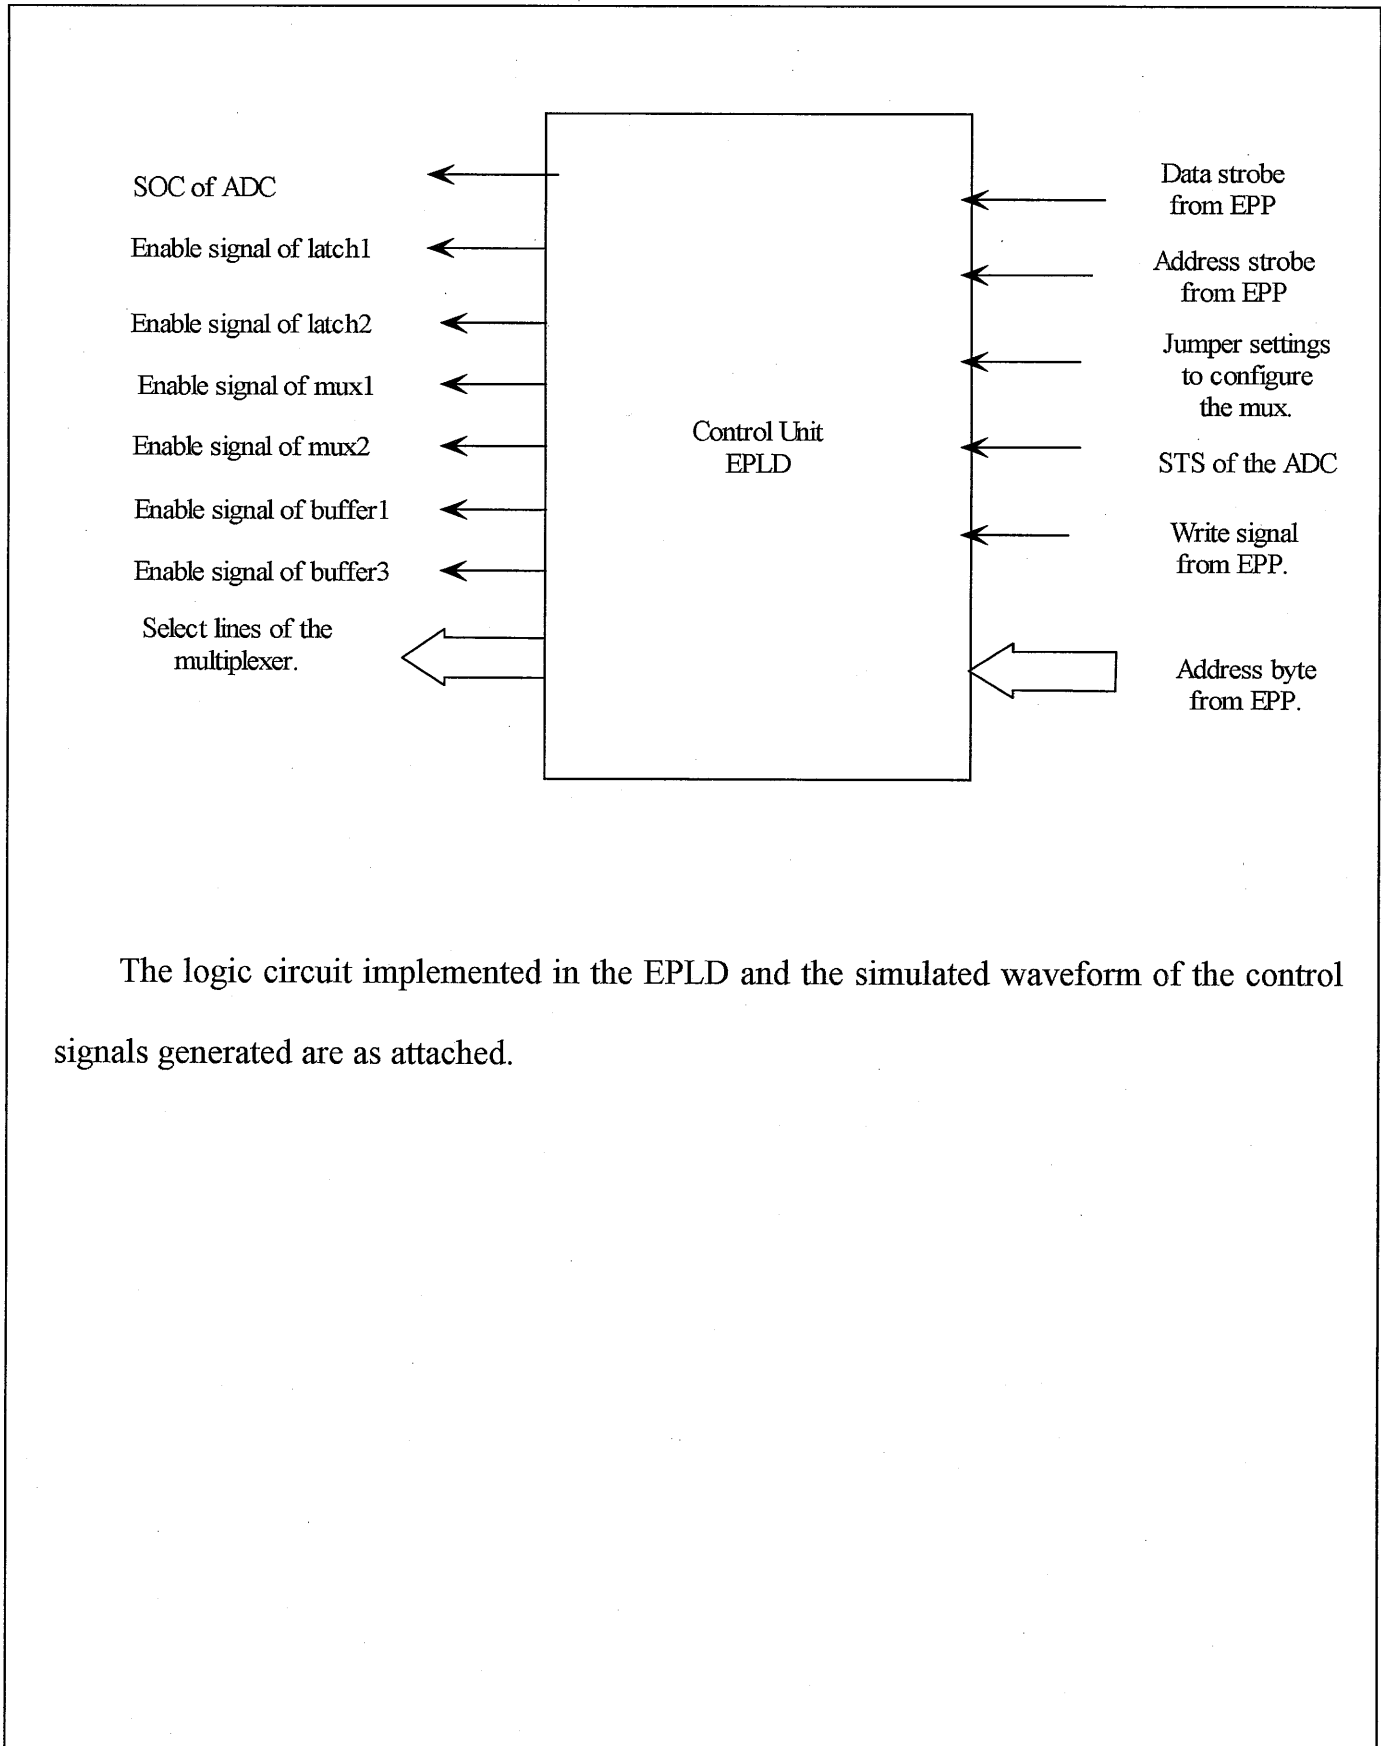 SOC of ADC
Enable signal of latch1
Enable signal of latch2
Enable signal of mux1
Enable signal of mux2
Enable signal of buffer1
Enable signal of buffer3
Select lines of the
multiplexer.
Control Unit
EPLD
Data strobe
from EPP
Address strobe
from EPP
Jumper settings
to configure
the mux.
STS of the ADC
Write signal
from EPP.
Address byte
from EPP.
The logic circuit implemented in the EPLD and the simulated waveform of the control
signals generated are as attached.